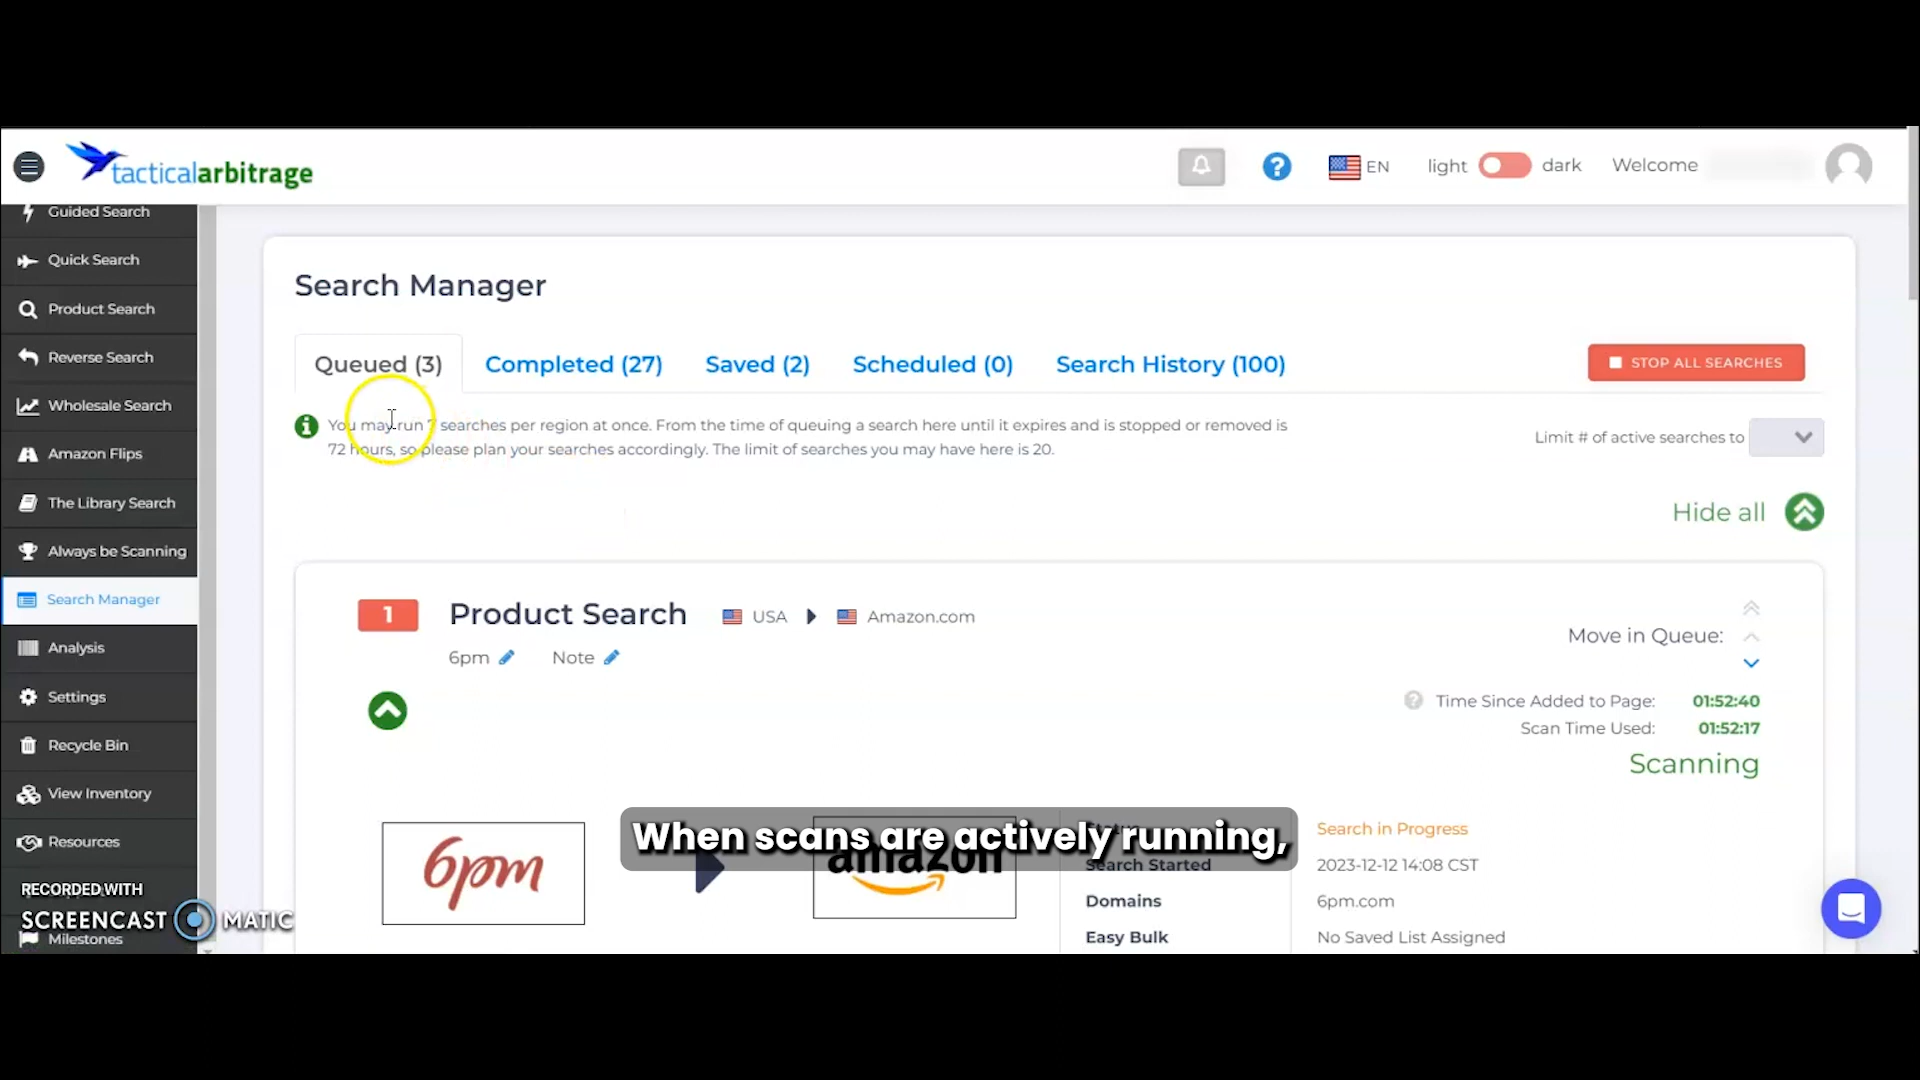 tacticalarbitrage
EN
light
dark
Welcome
Guided Search
Quick Search
Product Search
Reverse Search
Wholesale Search
Amazon Flips
The Library Search
Always be Scanning
Search Manager
Analysis
Settings
Recycle Bin
View Inventory
Resources
Milestones
Search Manager
Queued (3)
Completed (27)
Saved (2)
Scheduled (0)
Search History (100)
STOP ALL SEARCHES
You may run 7 searches per region at once. From the time of queuing a search here until it expires and is stopped or removed is
72 hours, so please plan your searches accordingly. The limit of searches you may have here is 20.
Limit # of active searches to
Hide all
1
Product Search
USA
Amazon.com
6pm
Note
Move in Queue:
Time Since Added to Page: 01:52:40
Scan Time Used: 01:52:17
Scanning
6pm
amazon
Status Search in Progress
Search Started 2023-12-12 14:08 CST
Domains 6pm.com
Easy Bulk No Saved List Assigned
When scans are actively running,
RECORDED WITH
SCREENCAST MATIC